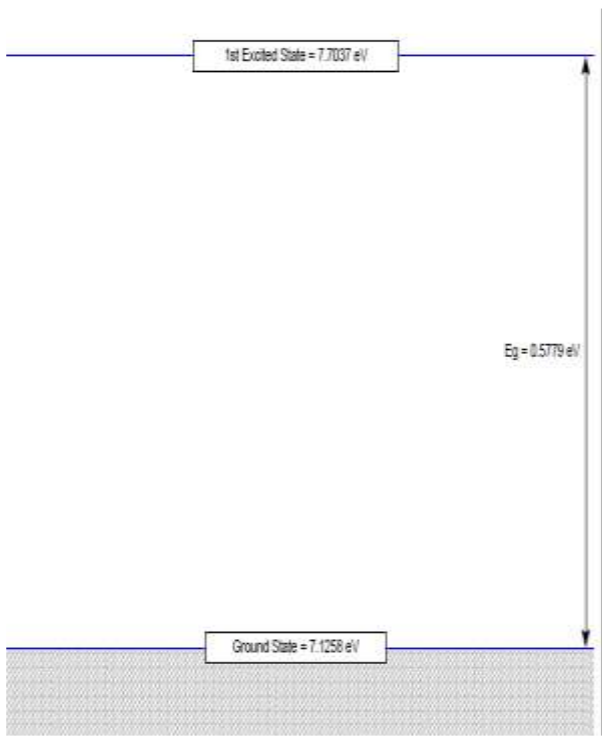 1st Excited State = 7.7037 eV
Eg = 0.5779 eV
Ground State = 7.1258 eV